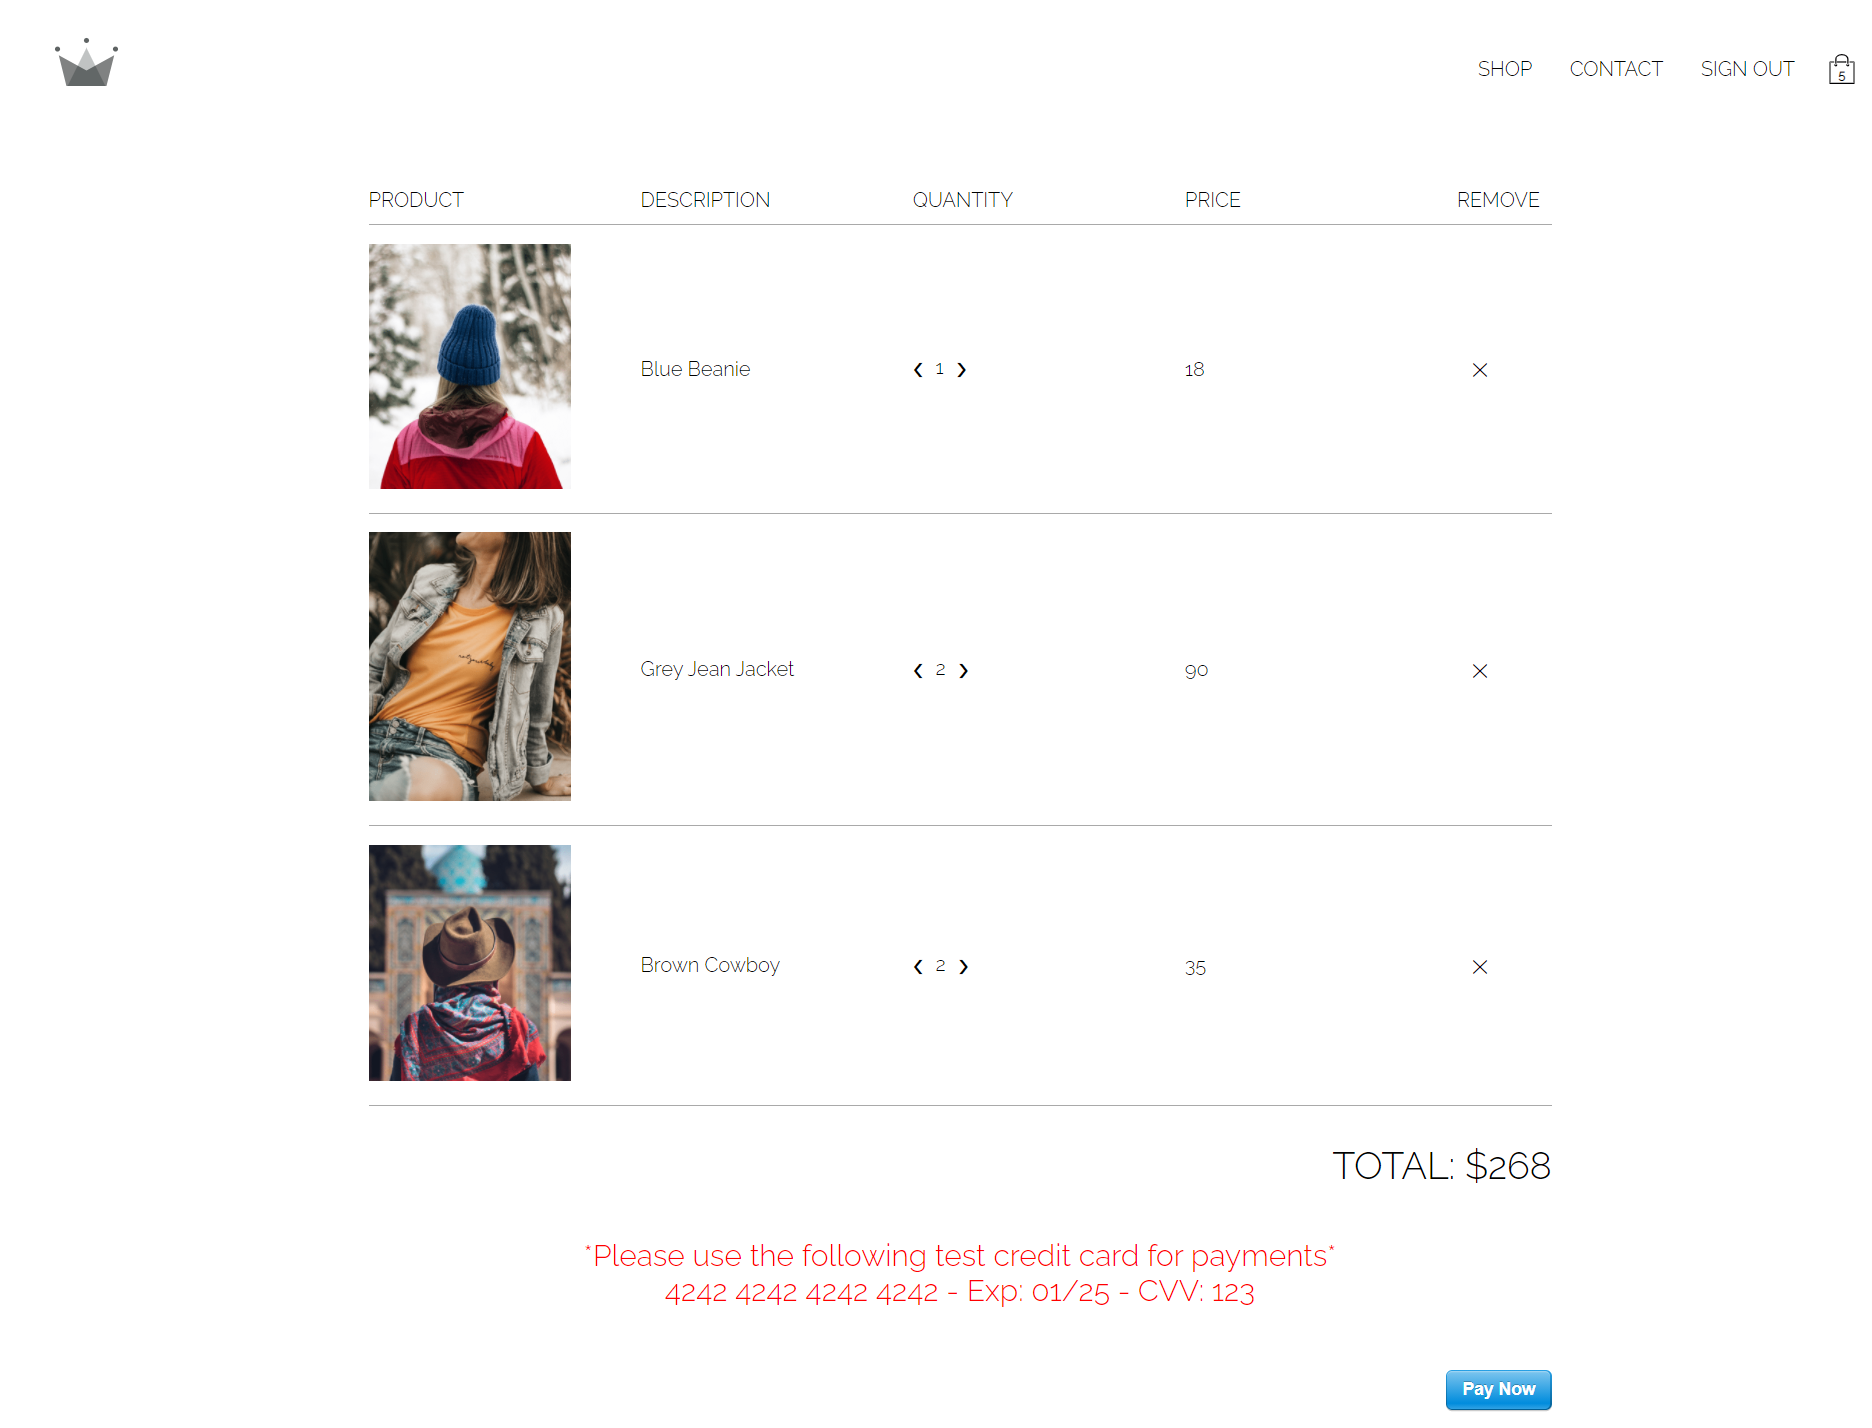 SHOP CONTACT SIGN OUT 5
PRODUCT DESCRIPTION QUANTITY PRICE REMOVE
Blue Beanie ❮ 1 ❯ 18 ✕
Grey Jean Jacket ❮ 2 ❯ 90 ✕
Brown Cowboy ❮ 2 ❯ 35 ✕
TOTAL: $268
*Please use the following test credit card for payments*
4242 4242 4242 4242 - Exp: 01/25 - CVV: 123
Pay Now